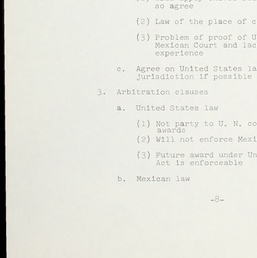 so agree
(2) Law of the place of c
(3) Problem of proof of U
Mexican Court and lac
experience
c. Agree on United States la
jurisdiction if possible
3. Arbitration clauses
a. United States law
(1) Not party to U. N. co
awards
(2) Will not enforce Mexi
(3) Future award under Un
Act is enforceable
b. Mexican law
-8-